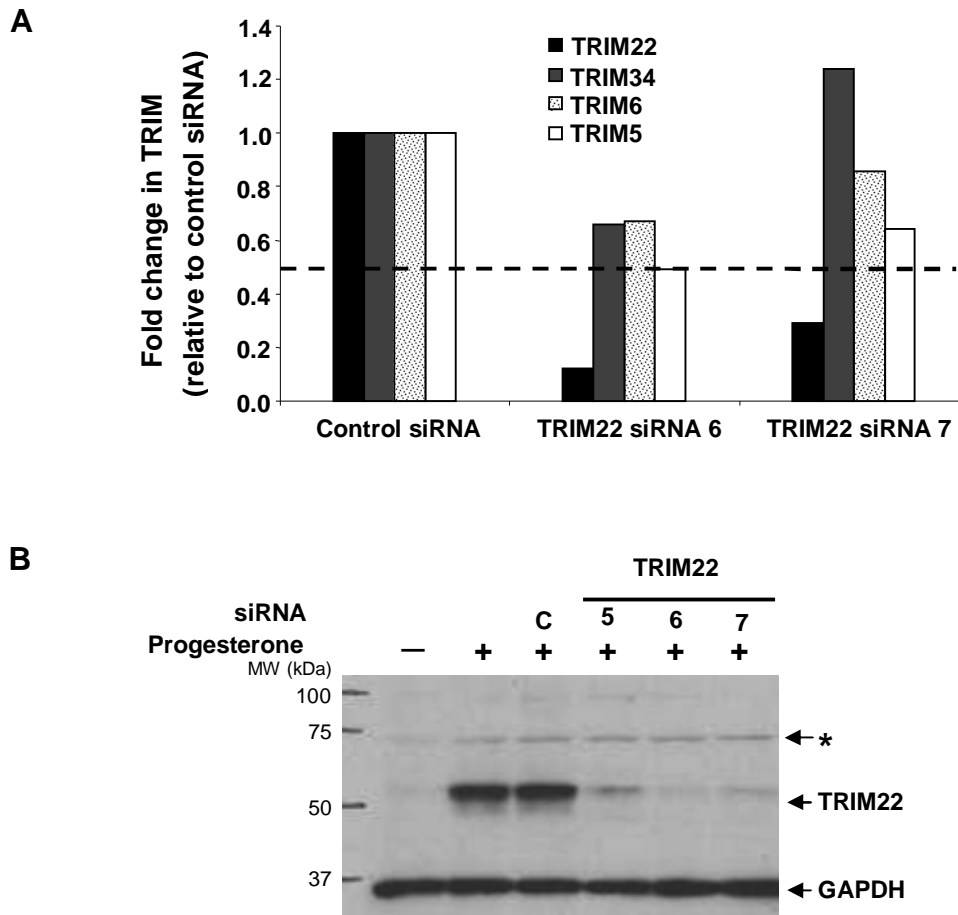 A
Fold change in TRIM
(relative to control siRNA)
1.4
1.2
1.0
0.8
0.6
0.4
0.2
0.0
TRIM22
TRIM34
TRIM6
TRIM5
Control siRNA TRIM22 siRNA 6 TRIM22 siRNA 7
B
TRIM22
siRNA C 5 6 7
Progesterone — + + + + +
MW (kDa)
100
75
50
37
*
TRIM22
GAPDH